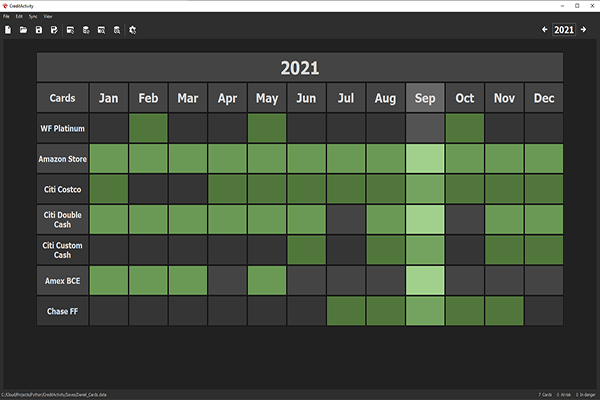 CreditActivity
File Edit Sync View
2021
2021
Cards Jan Feb Mar Apr May Jun Jul Aug Sep Oct Nov Dec
WF Platinum
Amazon Store
Citi Costco
Citi Double
Cash
Citi Custom
Cash
Amex BCE
Chase FF
C:/Cloud/Projects/Python/CreditActivity/Saves/Daniel_Cards.data 7 Cards 0 At risk 0 In danger